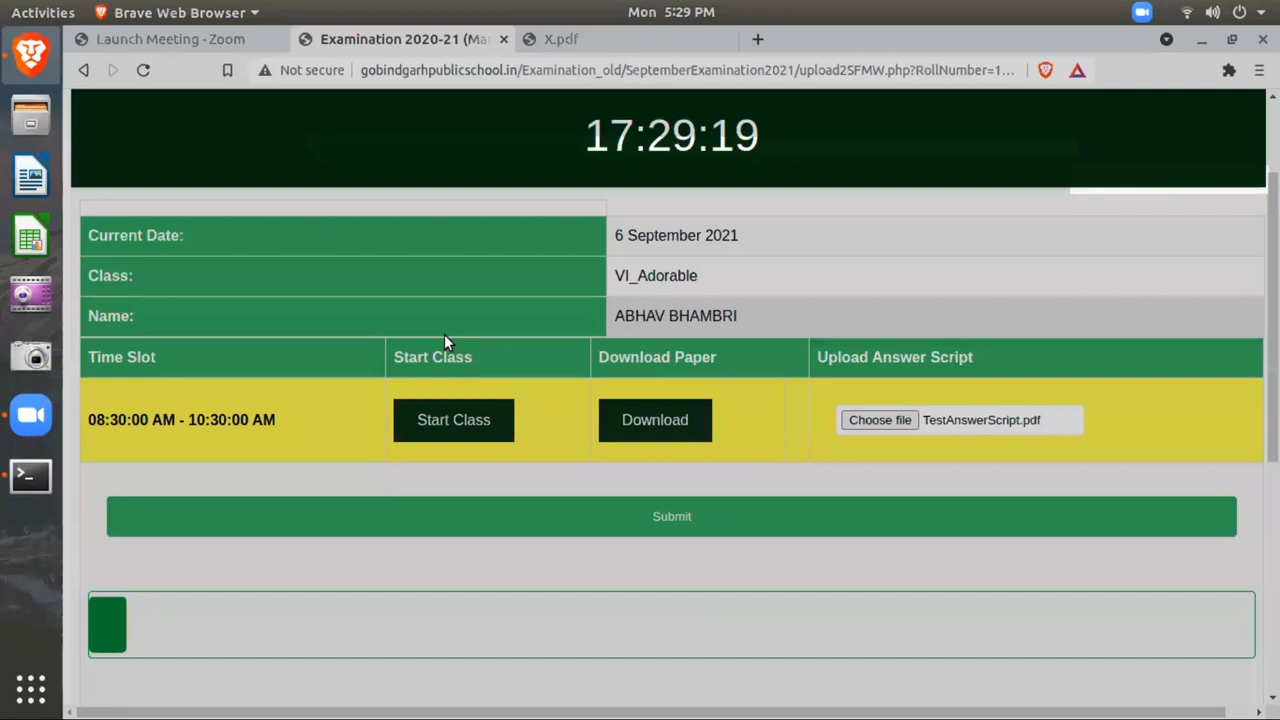 Activities Brave Web Browser Mon 5:29 PM
Launch Meeting - Zoom Examination 2020-21 (Ma X.pdf
Not secure gobindgarhpublicschool.in/Examination_old/SeptemberExamination2021/upload2SFMW.php?RollNumber=1...
17:29:19
Current Date: 6 September 2021
Class: VI_Adorable
Name: ABHAV BHAMBRI
Time Slot Start Class Download Paper Upload Answer Script
08:30:00 AM - 10:30:00 AM Start Class Download Choose file TestAnswerScript.pdf
Submit